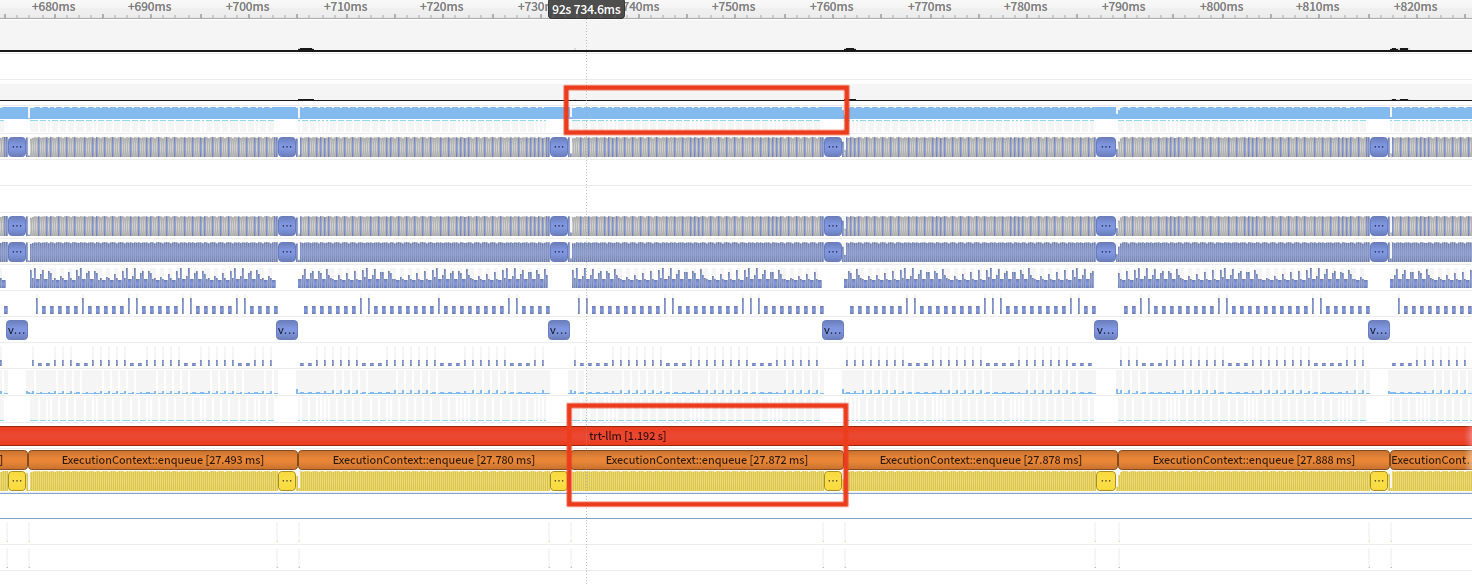 +680ms +690ms +700ms +710ms +720ms +730 92s 734.6ms 740ms +750ms +760ms +770ms +780ms +790ms +800ms +810ms +820ms
... ... ... ... ... ...
... ... ... ... ... ...
... ... ... ... ... ...
v... v... v... v... v... v...
trt-llm [1.192 s]
] ExecutionContext::enqueue [27.493 ms] ExecutionContext::enqueue [27.780 ms] ExecutionContext::enqueue [27.872 ms] ExecutionContext::enqueue [27.878 ms] ExecutionContext::enqueue [27.888 ms] ExecutionCont...
... ... ... ... ... ...